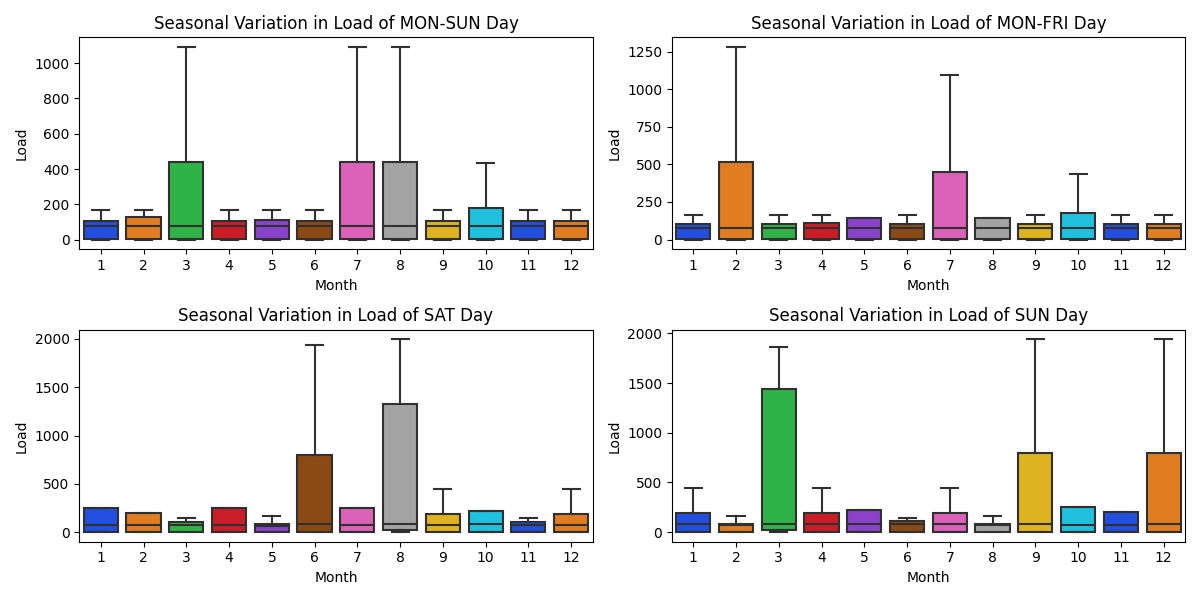 Seasonal Variation in Load of MON-SUN Day
Load
1000
800
600
400
200
0
1 2 3 4 5 6 7 8 9 10 11 12
Month
Seasonal Variation in Load of MON-FRI Day
Load
1250
1000
750
500
250
0
1 2 3 4 5 6 7 8 9 10 11 12
Month
Seasonal Variation in Load of SAT Day
Load
2000
1500
1000
500
0
1 2 3 4 5 6 7 8 9 10 11 12
Month
Seasonal Variation in Load of SUN Day
Load
2000
1500
1000
500
0
1 2 3 4 5 6 7 8 9 10 11 12
Month